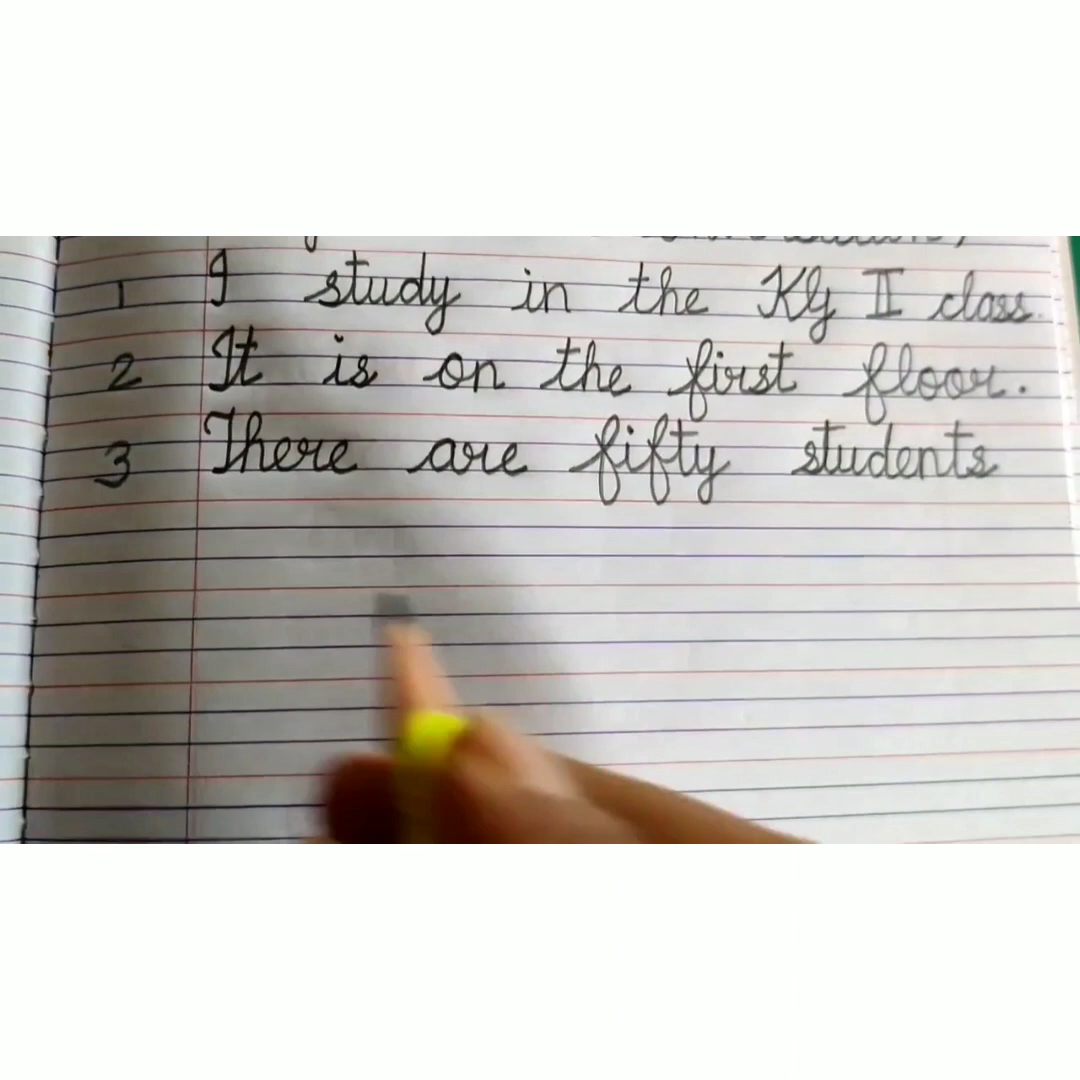 1 I study in the KG II class.
2 It is on the first floor.
3 There are fifty students